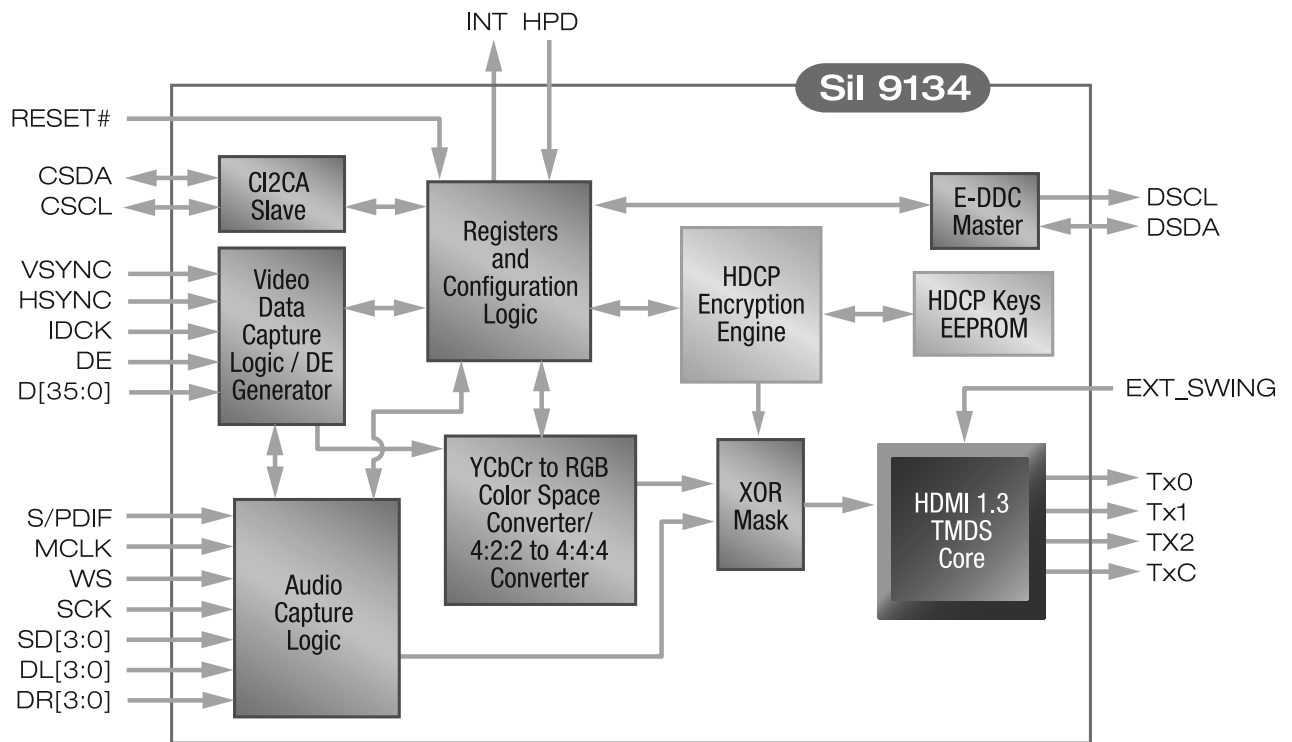 INT HPD
SiI 9134
RESET#
CSDA
CSCL
CI2CA
Slave
Registers
and
Configuration
Logic
E-DDC
Master
DSCL
DSDA
VSYNC
HSYNC
IDCK
DE
D[35:0]
Video
Data
Capture
Logic / DE
Generator
HDCP
Encryption
Engine
HDCP Keys
EEPROM
EXT_SWING
YCbCr to RGB
Color Space
Converter/
4:2:2 to 4:4:4
Converter
XOR
Mask
HDMI 1.3
TMDS
Core
Tx0
Tx1
TX2
TxC
S/PDIF
MCLK
WS
SCK
SD[3:0]
DL[3:0]
DR[3:0]
Audio
Capture
Logic